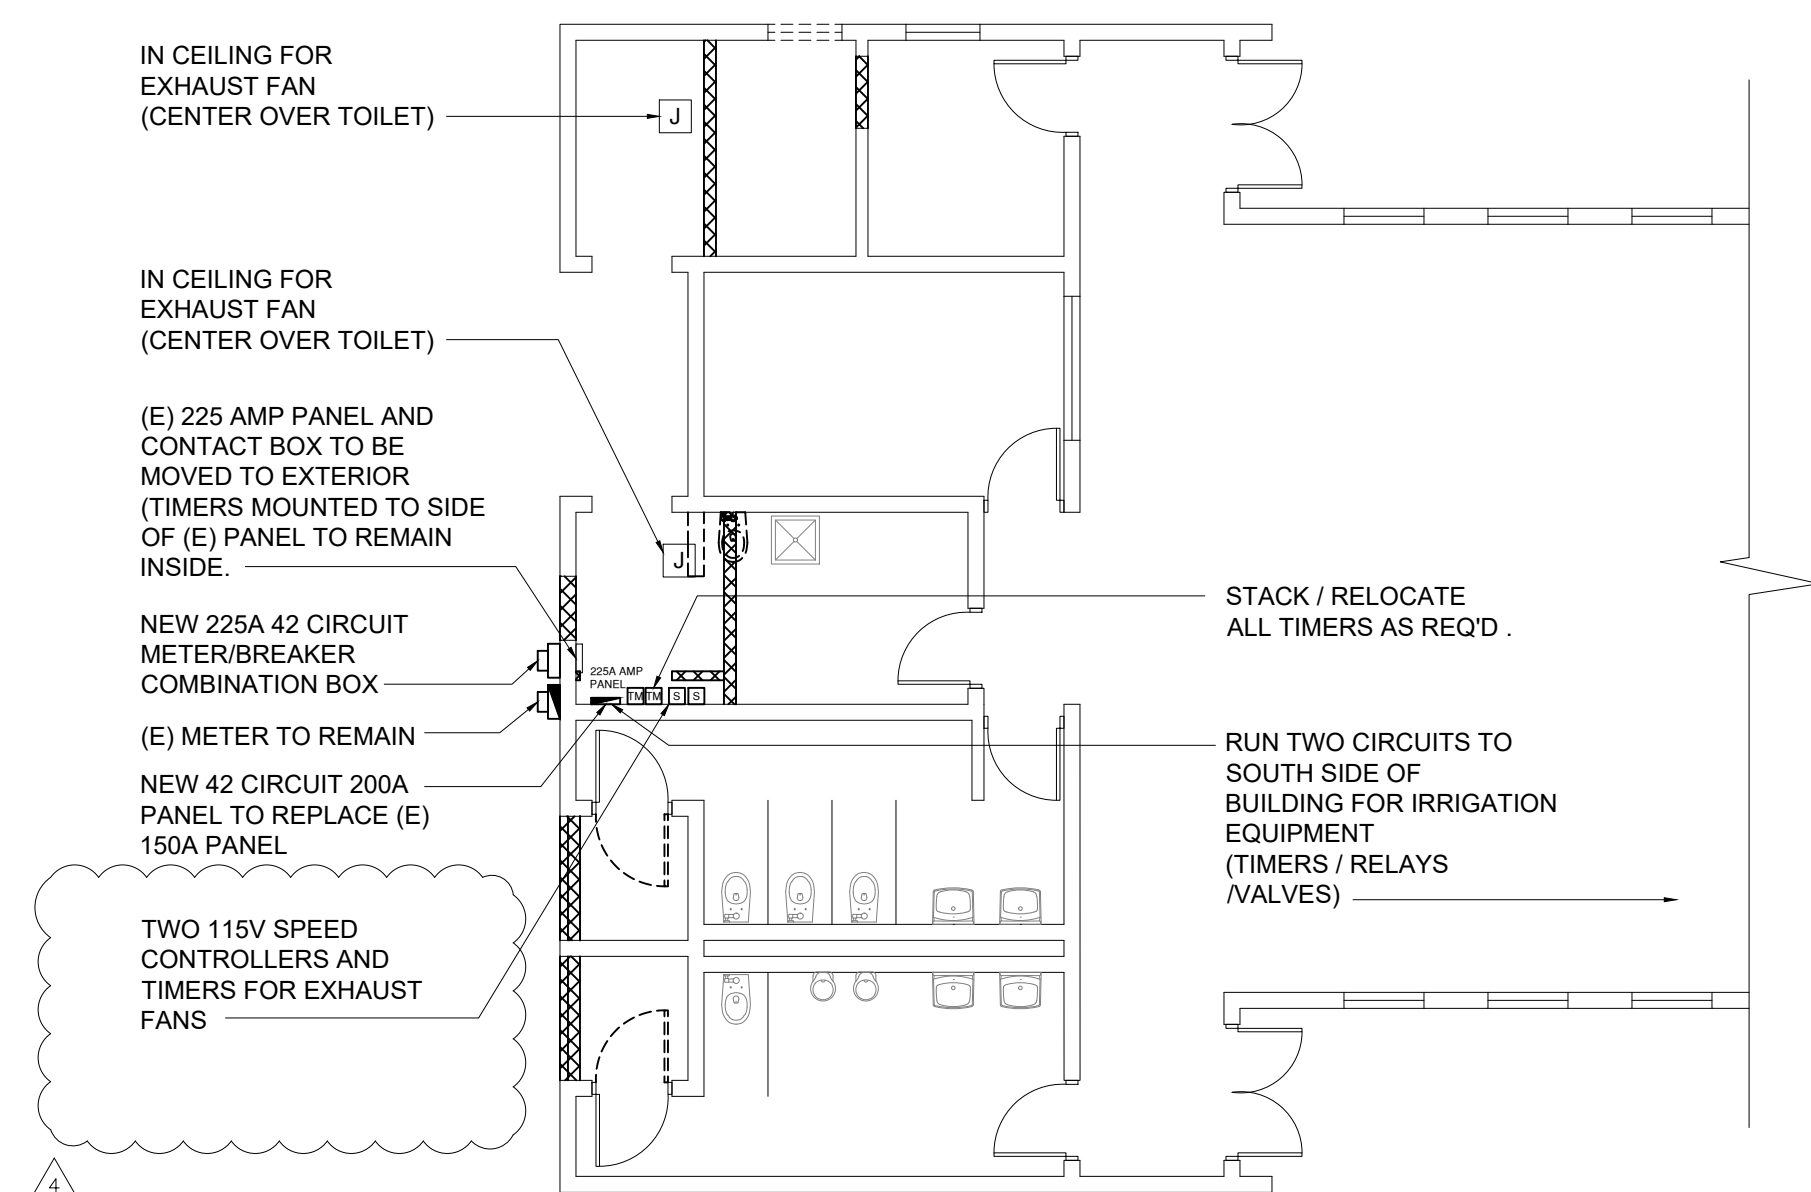 IN CEILING FOR
EXHAUST FAN
(CENTER OVER TOILET)
J
IN CEILING FOR
EXHAUST FAN
(CENTER OVER TOILET)
J
(E) 225 AMP PANEL AND
CONTACT BOX TO BE
MOVED TO EXTERIOR
(TIMERS MOUNTED TO SIDE
OF (E) PANEL TO REMAIN
INSIDE.
NEW 225A 42 CIRCUIT
METER/BREAKER
COMBINATION BOX
(E) METER TO REMAIN
NEW 42 CIRCUIT 200A
PANEL TO REPLACE (E)
150A PANEL
TWO 115V SPEED
CONTROLLERS AND
TIMERS FOR EXHAUST
FANS
4
225A AMP
PANEL
TM TM S S
STACK / RELOCATE
ALL TIMERS AS REQ'D .
RUN TWO CIRCUITS TO
SOUTH SIDE OF
BUILDING FOR IRRIGATION
EQUIPMENT
(TIMERS / RELAYS
/VALVES)